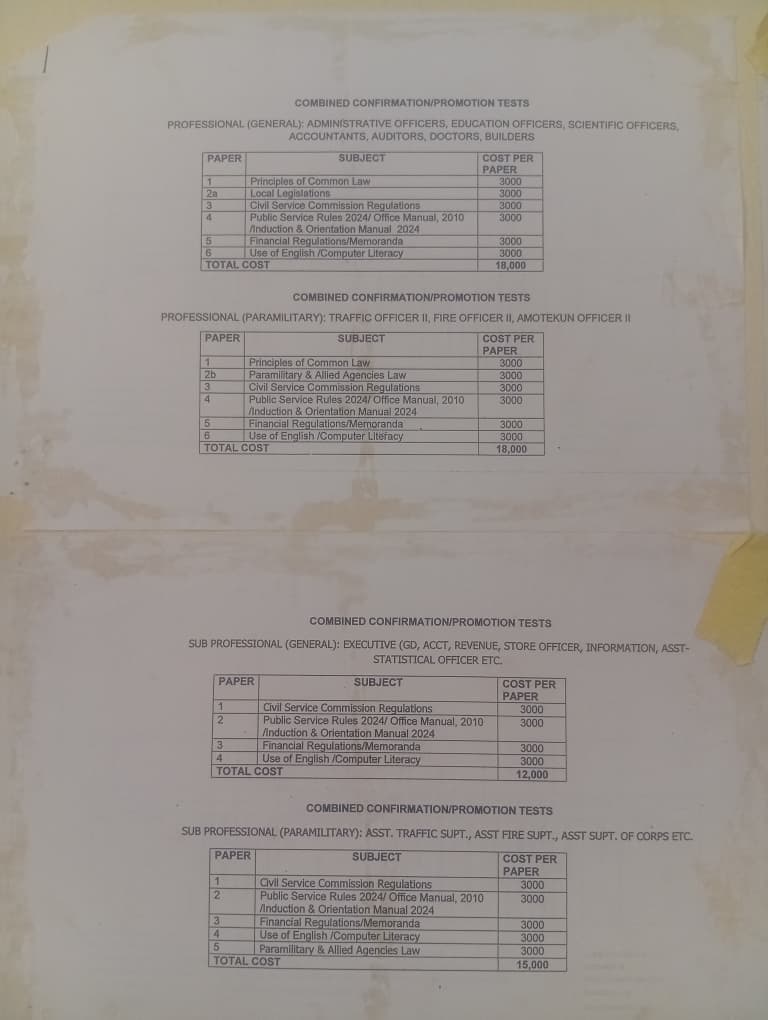 COMBINED CONFIRMATION/PROMOTION TESTS
PROFESSIONAL (GENERAL): ADMINISTRATIVE OFFICERS, EDUCATION OFFICERS, SCIENTIFIC OFFICERS,
ACCOUNTANTS, AUDITORS, DOCTORS, BUILDERS
PAPER SUBJECT COST PER
PAPER
1 Principles of Common Law 3000
2a Local Legislations 3000
3 Civil Service Commission Regulations 3000
4 Public Service Rules 2024/ Office Manual, 2010 3000
/Induction & Orientation Manual 2024
5 Financial Regulations/Memoranda 3000
6 Use of English /Computer Literacy 3000
TOTAL COST 18,000
COMBINED CONFIRMATION/PROMOTION TESTS
PROFESSIONAL (PARAMILITARY): TRAFFIC OFFICER II, FIRE OFFICER II, AMOTEKUN OFFICER II
PAPER SUBJECT COST PER
PAPER
1 Principles of Common Law 3000
2b Paramilitary & Allied Agencies Law 3000
3 Civil Service Commission Regulations 3000
4 Public Service Rules 2024/ Office Manual, 2010 3000
/Induction & Orientation Manual 2024
5 Financial Regulations/Memoranda 3000
6 Use of English /Computer Literacy 3000
TOTAL COST 18,000
COMBINED CONFIRMATION/PROMOTION TESTS
SUB PROFESSIONAL (GENERAL): EXECUTIVE (GD, ACCT, REVENUE, STORE OFFICER, INFORMATION, ASST-
STATISTICAL OFFICER ETC.
PAPER SUBJECT COST PER
PAPER
1 Civil Service Commission Regulations 3000
2 Public Service Rules 2024/ Office Manual, 2010 3000
/Induction & Orientation Manual 2024
3 Financial Regulations/Memoranda 3000
4 Use of English /Computer Literacy 3000
TOTAL COST 12,000
COMBINED CONFIRMATION/PROMOTION TESTS
SUB PROFESSIONAL (PARAMILITARY): ASST. TRAFFIC SUPT., ASST FIRE SUPT., ASST SUPT. OF CORPS ETC.
PAPER SUBJECT COST PER
PAPER
1 Civil Service Commission Regulations 3000
2 Public Service Rules 2024/ Office Manual, 2010 3000
/Induction & Orientation Manual 2024
3 Financial Regulations/Memoranda 3000
4 Use of English /Computer Literacy 3000
5 Paramilitary & Allied Agencies Law 3000
TOTAL COST 15,000